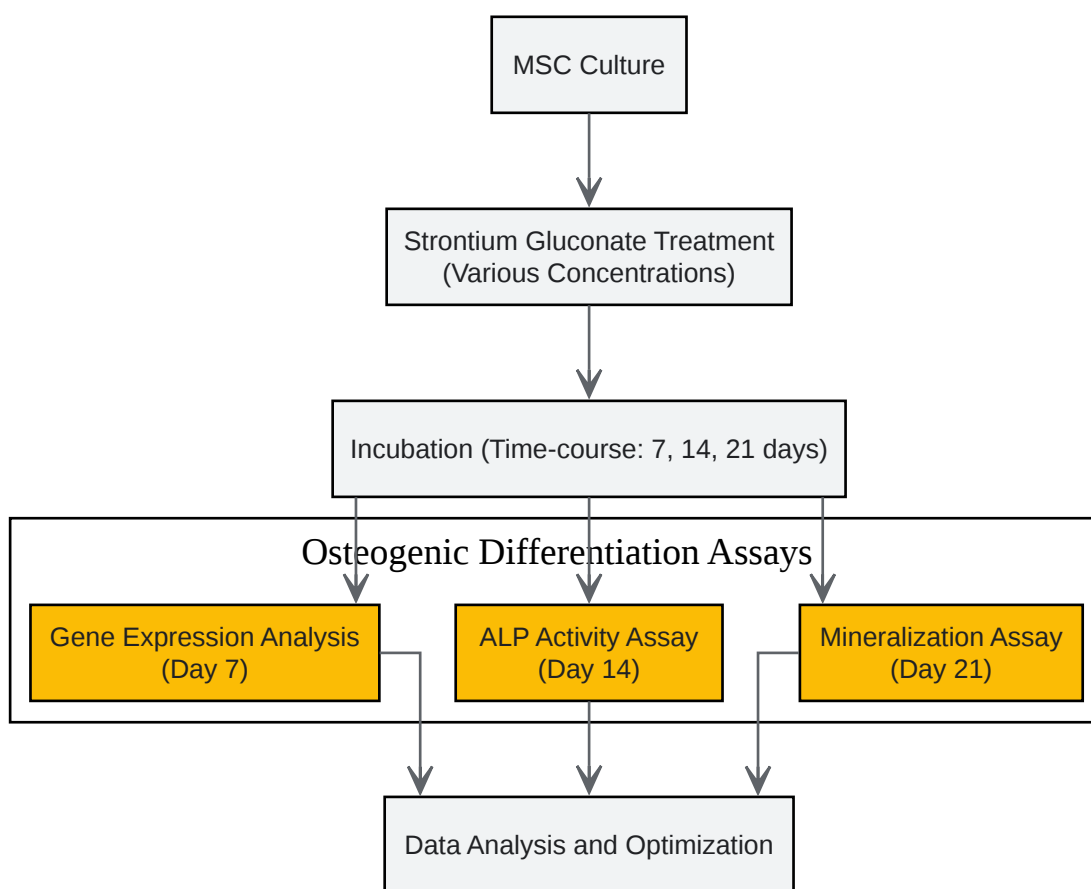 MSC Culture
Strontium Gluconate Treatment
(Various Concentrations)
Incubation (Time-course: 7, 14, 21 days)
Osteogenic Differentiation Assays
Gene Expression Analysis
(Day 7)
ALP Activity Assay
(Day 14)
Mineralization Assay
(Day 21)
Data Analysis and Optimization